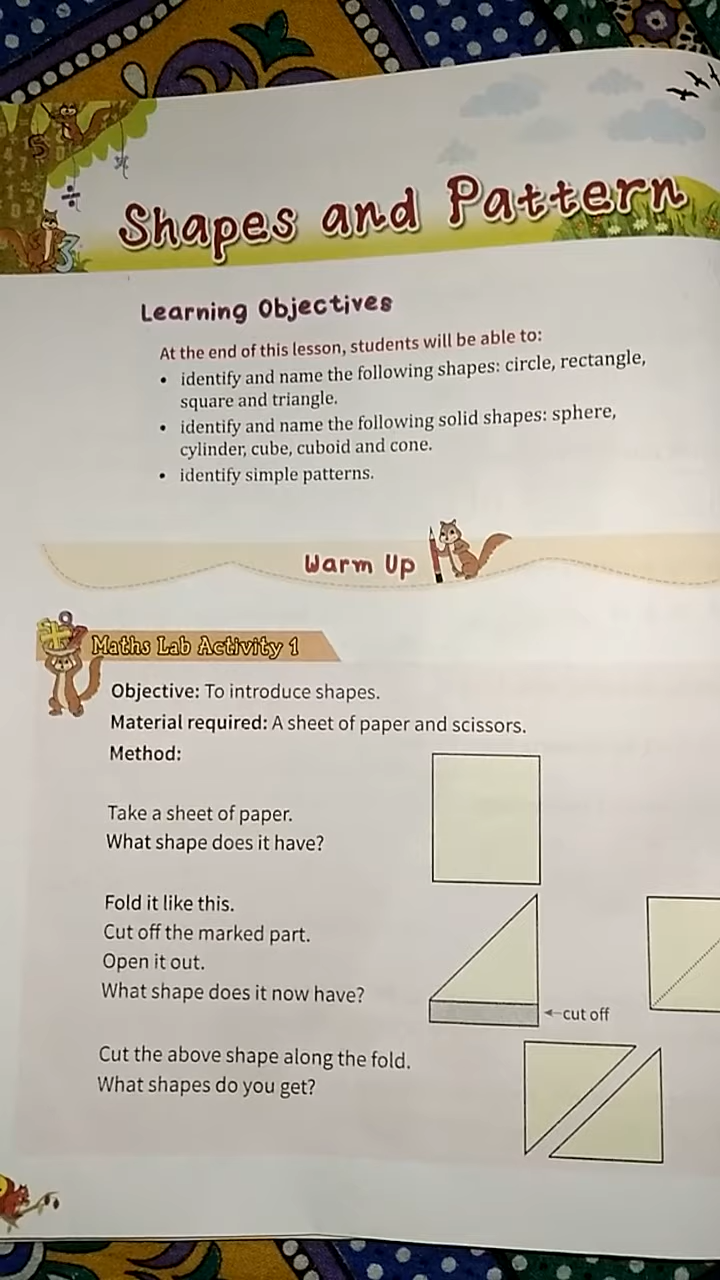 Shapes and Pattern
Learning Objectives
At the end of this lesson, students will be able to:
• identify and name the following shapes: circle, rectangle,
square and triangle.
• identify and name the following solid shapes: sphere,
cylinder, cube, cuboid and cone.
• identify simple patterns.
Warm Up
Maths Lab Activity 1
Objective: To introduce shapes.
Material required: A sheet of paper and scissors.
Method:
Take a sheet of paper.
What shape does it have?
Fold it like this.
Cut off the marked part.
Open it out.
What shape does it now have?
cut off
Cut the above shape along the fold.
What shapes do you get?